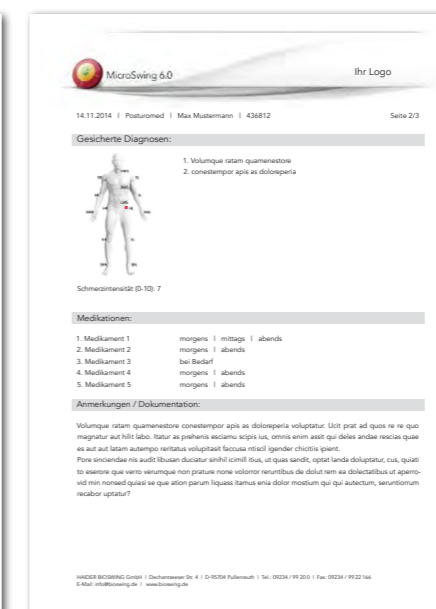 MicroSwing 6.0
Ihr Logo
14.11.2014 | Posturomed | Max Mustermann | 436812 Seite 2/3
Gesicherte Diagnosen:
1. Volumque ratam quamenestore
2. conestempor apis as doloreperia
Schmerzintensität (0-10): 7
Medikationen:
1. Medikament 1 morgens | mittags | abends
2. Medikament 2 morgens | abends
3. Medikament 3 bei Bedarf
4. Medikament 4 morgens | abends
5. Medikament 5 morgens | abends
Anmerkungen / Dokumentation:
Volumque ratam quamenestore conestempor apis as doloreperia voluptatur. Ucit prat ad quos re re quo
magnatur aut hilit labo. Itatur as prehenis esciamu scipis ius, omnis enim assit qui deles andae rescias quae
es aut aut latam autempo reritatus volupitasit faccusa ntiscil igender chicitiis ipient.
Pore sinciendae nis audit libusan duciatur sinihil icimill itius, ut quas sandit, optat landa doluptatur, cus, quiati
to eserore que verro verumque non prature none volorror reruntibus de dolut rem ea dolectatibus ut aperro-
vid min nonsed quiasi se que ation parum liquass itamus enia dolor mostium qui qui autectum, seruntiorrum
recabor uptatur?
HAIDER BIOSWING GmbH | Dechantseeser Str. 4 | D-95704 Pullenreuth | Tel.: 09234 / 99 20 0 | Fax: 09234 / 99 22 166
E-Mail: info@bioswing.de | www.bioswing.de